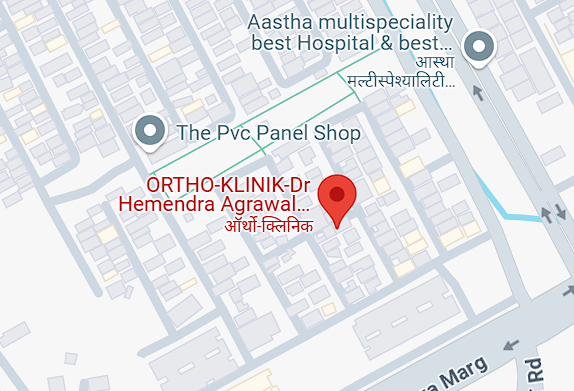 Aastha multispeciality
best Hospital & best...
आस्था
मल्टीस्पेश्यालिटी...
The Pvc Panel Shop
ORTHO-KLINIK-Dr
Hemendra Agrawal...
ऑर्थो-क्लिनिक
Marg
Rd